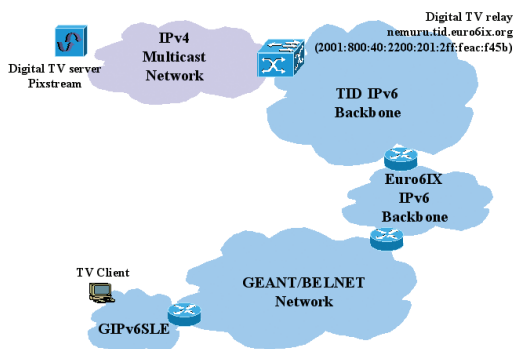 IPv4
Multicast
Network
Digital TV server
Pixstream
Digital TV relay
nemuru.tid.euro6ix.org
(2001:800:40:2200:201:2ff:feac:f45b)
TID IPv6
Backbone
Euro6IX
IPv6
Backbone
GEANT/BELNET
Network
TV Client
GIPv6SLE